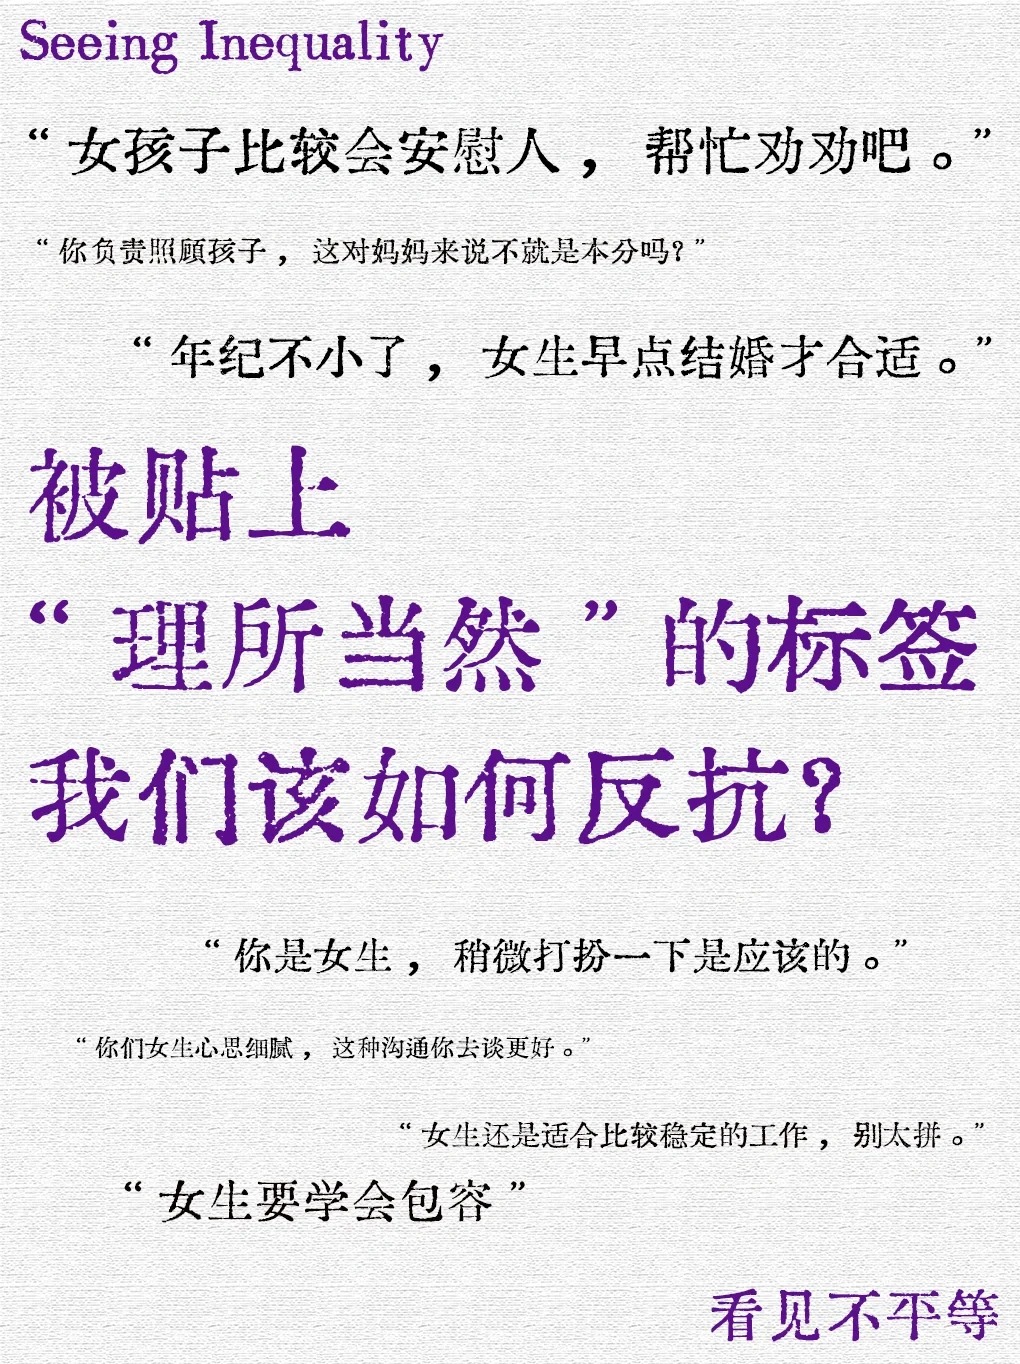 Seeing Inequality
“女孩子比较会安慰人，帮忙劝劝吧。”
“你负责照顧孩子，这对妈妈来说不就是本分吗？”
“年纪不小了，女生早点结婚才合适。”
被贴上
“理所当然”的标签
我们该如何反抗？
“你是女生，稍微打扮一下是应该的。”
“你们女生心思细腻，这种沟通你去谈更好。”
“女生还是适合比较稳定的工作，别太拼。”
“女生要学会包容”
看见不平等